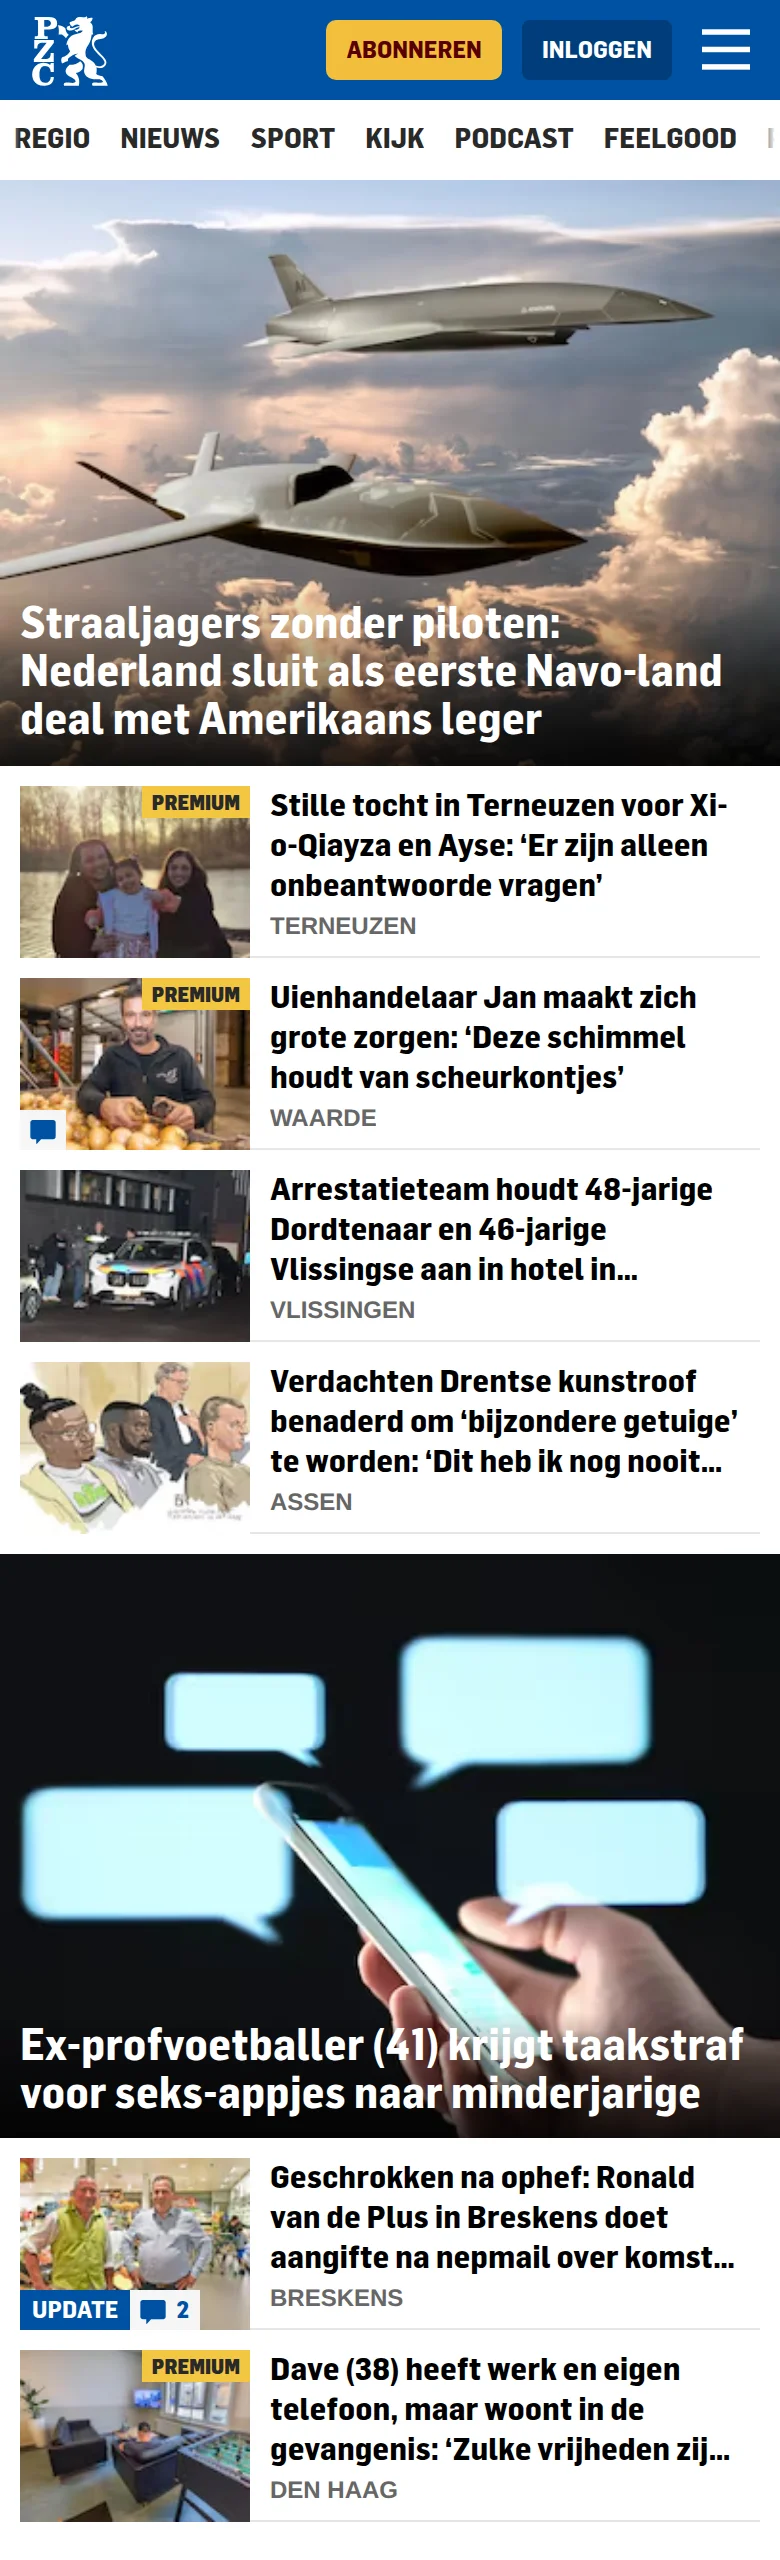 PZC
ABONNEREN
INLOGGEN
REGIO NIEUWS SPORT KIJK PODCAST FEELGOOD
Straaljagers zonder piloten:
Nederland sluit als eerste Navo-land
deal met Amerikaans leger
PREMIUM
Stille tocht in Terneuzen voor Xi-
o-Qiayza en Ayse: ‘Er zijn alleen
onbeantwoorde vragen’
TERNEUZEN
PREMIUM
Uienhandelaar Jan maakt zich
grote zorgen: ‘Deze schimmel
houdt van scheurkontjes’
WAARDE
Arrestatieteam houdt 48-jarige
Dordtenaar en 46-jarige
Vlissingse aan in hotel in...
VLISSINGEN
Verdachten Drentse kunstroof
benaderd om ‘bijzondere getuige’
te worden: ‘Dit heb ik nog nooit...
ASSEN
Ex-profvoetballer (41) krijgt taakstraf
voor seks-appjes naar minderjarige
UPDATE
2
Geschrokken na ophef: Ronald
van de Plus in Breskens doet
aangifte na nepmail over komst...
BRESKENS
PREMIUM
Dave (38) heeft werk en eigen
telefoon, maar woont in de
gevangenis: ‘Zulke vrijheden zij...
DEN HAAG